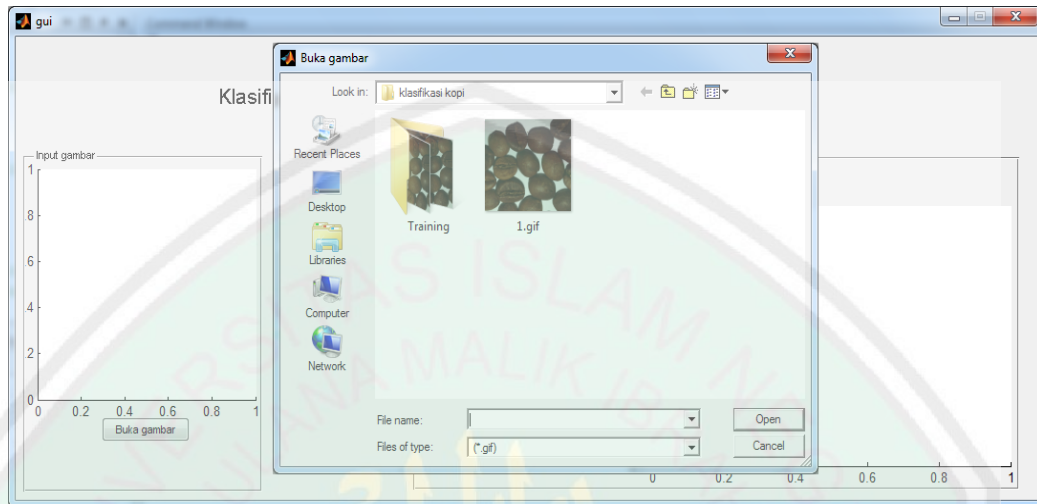 gui
Buka gambar
Look in: klasifikasi kopi
Klasifi
Recent Places
Desktop
Libraries
Computer
Network
Training
1.gif
File name:
Open
Files of type: (*.gif)
Cancel
Input gambar
1
.8
.6
.4
.2
0
0 0.2 0.4 0.6 0.8 1
Buka gambar
0 0.2 0.4 0.6 0.8 1